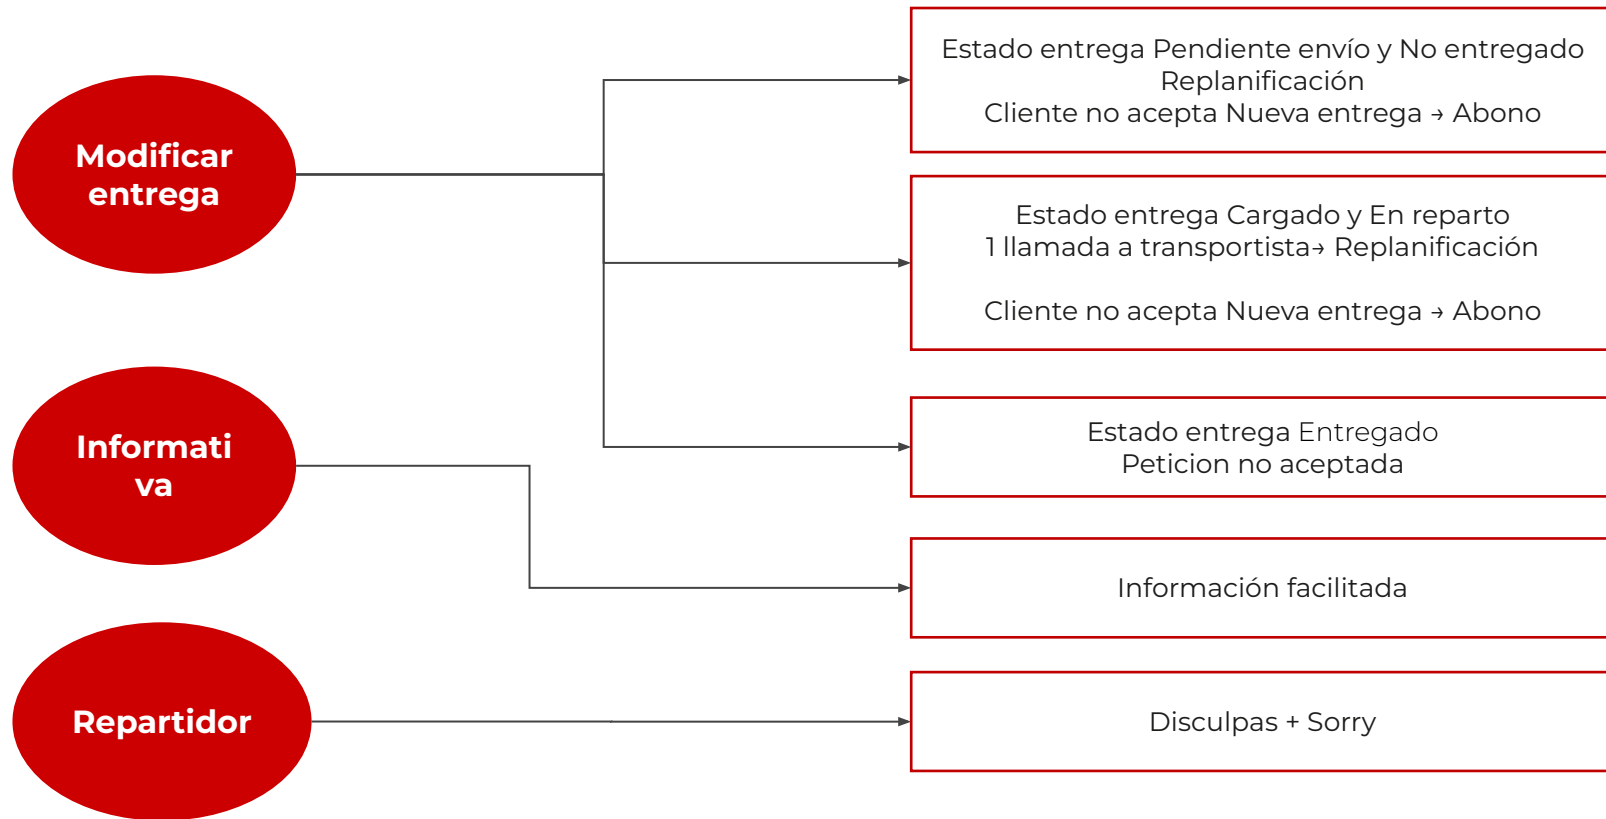 Modificar
entrega
Estado entrega Pendiente envío y No entregado
Replanificación
Cliente no acepta Nueva entrega → Abono
Estado entrega Cargado y En reparto
1 llamada a transportista→ Replanificación
Cliente no acepta Nueva entrega → Abono
Estado entrega Entregado
Peticion no aceptada
Informati
va
Información facilitada
Repartidor
Disculpas + Sorry